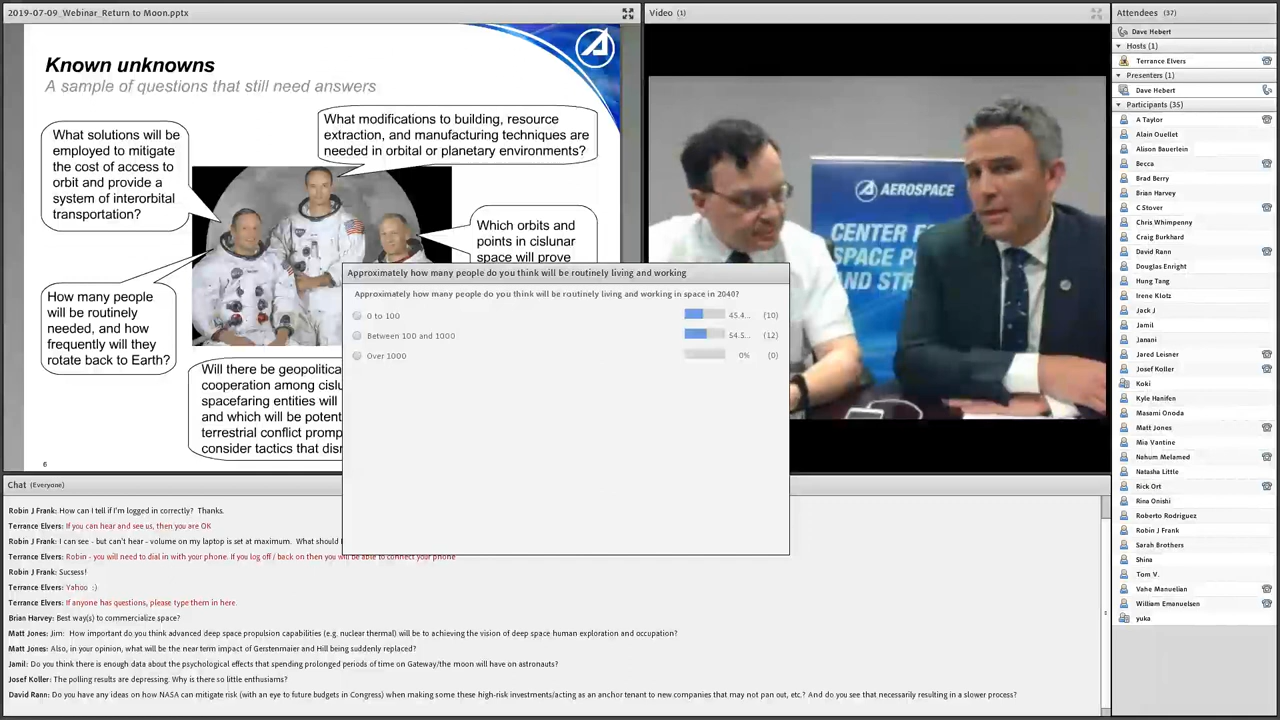 2019-07-09_Webinar_Return to Moon.pptx
Known unknowns
A sample of questions that still need answers
What solutions will be
employed to mitigate
the cost of access to
orbit and provide a
system of interorbital
transportation?
What modifications to building, resource
extraction, and manufacturing techniques are
needed in orbital or planetary environments?
Which orbits and
points in cislunar
space will prove
How many people
will be routinely
needed, and how
frequently will they
rotate back to Earth?
Will there be geopolitica
cooperation among cislu
spacefaring entities will
and which will be potent
terrestrial conflict promp
consider tactics that disr
6
Approximately how many people do you think will be routinely living and working
Approximately how many people do you think will be routinely living and working in space in 2040?
0 to 100 45.4... (10)
Between 100 and 1000 54.5... (12)
Over 1000 0% (0)
Video (1)
AEROSPACE
CENTER F
SPACE PO
ND STR
Chat (Everyone)
Robin J Frank: How can I tell if I'm logged in correctly? Thanks.
Terrance Elvers: If you can hear and see us, then you are OK
Robin J Frank: I can see - but can't hear - volume on my laptop is set at maximum. What should I
Terrance Elvers: Robin - you will need to dial in with your phone. If you log off / back on then you will be able to connect your phone
Robin J Frank: Sucsess!
Terrance Elvers: Yahoo :)
Terrance Elvers: If anyone has questions, please type them in here.
Brian Harvey: Best way(s) to commercialize space?
Matt Jones: Jim: How important do you think advanced deep space propulsion capabilities (e.g. nuclear thermal) will be to achieving the vision of deep space human exploration and occupation?
Matt Jones: Also, in your opinion, what will be the near term impact of Gerstenmaier and Hill being suddenly replaced?
Jamil: Do you think there is enough data about the psychological effects that spending prolonged periods of time on Gateway/the moon will have on astronauts?
Josef Koller: The polling results are depressing. Why is there so little enthusiams?
David Rann: Do you have any ideas on how NASA can mitigate risk (with an eye to future budgets in Congress) when making some these high-risk investments/acting as an anchor tenant to new companies that may not pan out, etc.? And do you see that necessarily resulting in a slower process?
Attendees (37)
Dave Hebert
Hosts (1)
Terrance Elvers
Presenters (1)
Dave Hebert
Participants (35)
A Taylor
Alain Ouellet
Alison Bauerlein
Becca
Brad Berry
Brian Harvey
C Stover
Chris Whimpenny
Craig Burkhard
David Rann
Douglas Enright
Hung Tang
Irene Klotz
Jack J
Jamil
Janani
Jared Leisner
Josef Koller
Koki
Kyle Hanifen
Masami Onoda
Matt Jones
Mia Vantine
Nahum Melamed
Natasha Little
Rick Ort
Rina Onishi
Roberto Rodriguez
Robin J Frank
Sarah Brothers
Shina
Tom V.
Vahe Manuelian
William Emanuelsen
yuka